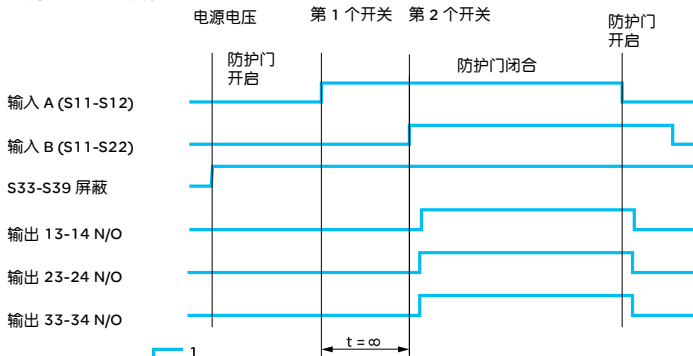 电源电压
第 1 个开关
第 2 个开关
防护门
开启
防护门
开启
防护门闭合
输入 A (S11-S12)
输入 B (S11-S22)
S33-S39 屏蔽
输出 13-14 N/O
输出 23-24 N/O
输出 33-34 N/O
t = ∞
1